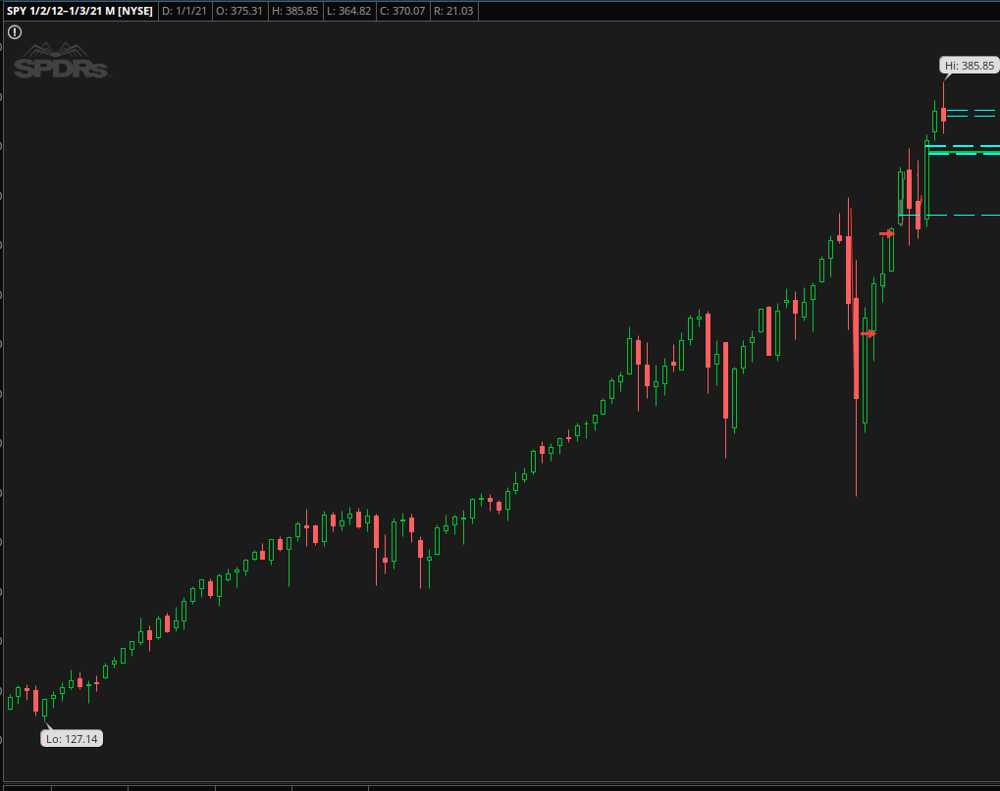 SPY 1/2/12–1/3/21 M [NYSE] D: 1/1/21 O: 375.31 H: 385.85 L: 364.82 C: 370.07 R: 21.03
SPDRs
Hi: 385.85
Lo: 127.14